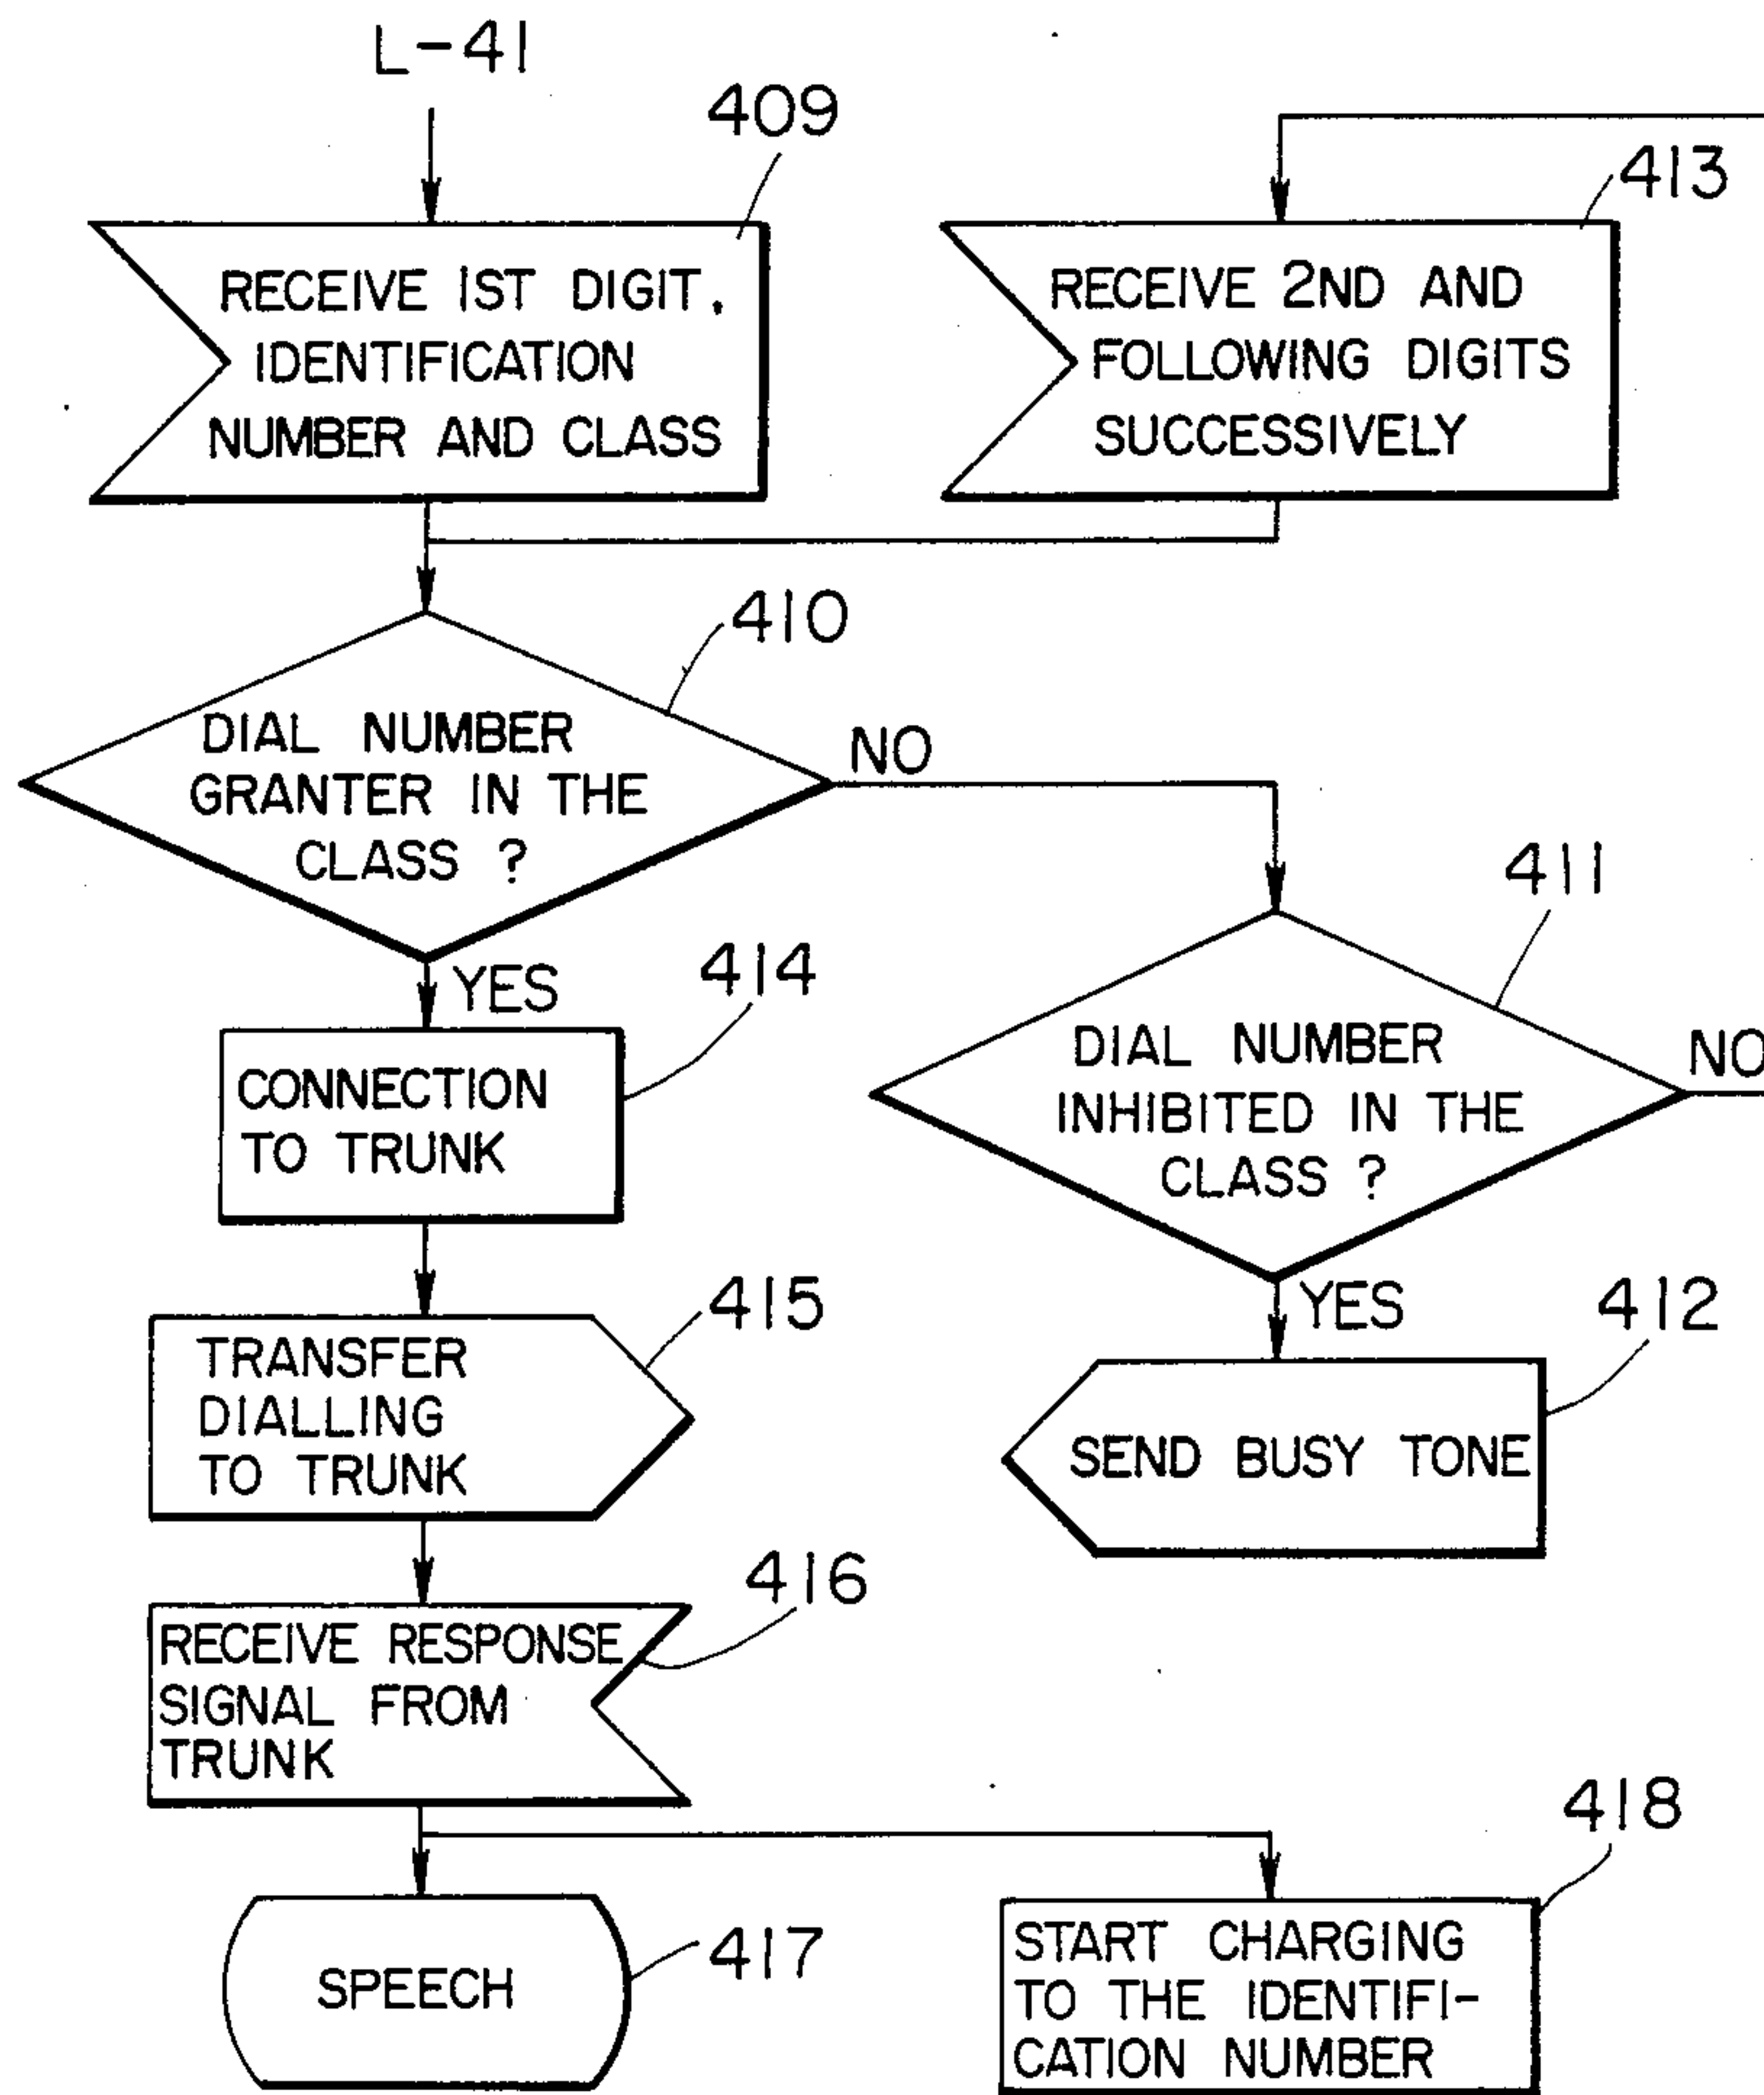 L-41
409
RECEIVE 1ST DIGIT,
IDENTIFICATION
NUMBER AND CLASS
413
RECEIVE 2ND AND
FOLLOWING DIGITS
SUCCESSIVELY
410
DIAL NUMBER
GRANTER IN THE
CLASS ?
NO
YES
411
DIAL NUMBER
INHIBITED IN THE
CLASS ?
NO
YES
414
CONNECTION
TO TRUNK
415
TRANSFER
DIALLING
TO TRUNK
412
SEND BUSY TONE
416
RECEIVE RESPONSE
SIGNAL FROM
TRUNK
417
SPEECH
418
START CHARGING
TO THE IDENTIFI-
CATION NUMBER